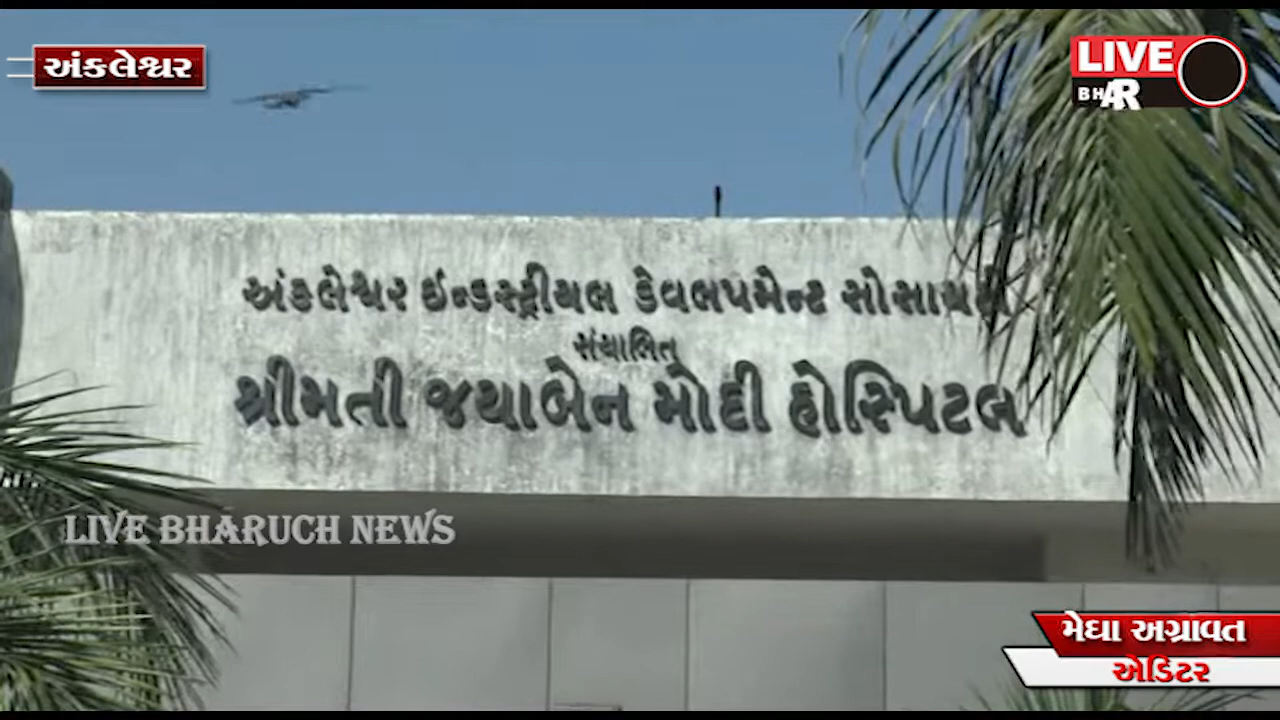 અંકલેશ્વર
LIVE
BHAR
અંકલેશ્વર ઈન્ડસ્ટ્રીયલ ડેવલપમેન્ટ સોસાયટી
સંચાલિત
શ્રીમતી જયાબેન મોદી હોસ્પિટલ
LIVE BHARUCH NEWS
મેઘા અગ્રાવત
એડિટર